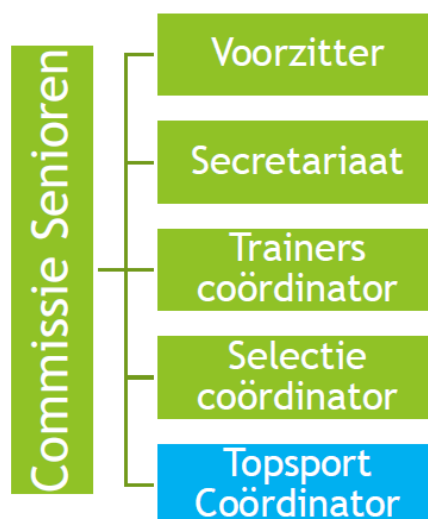 Commissie Senioren
Voorzitter
Secretariaat
Trainers
coördinator
Selectie
coördinator
Topsport
Coördinator